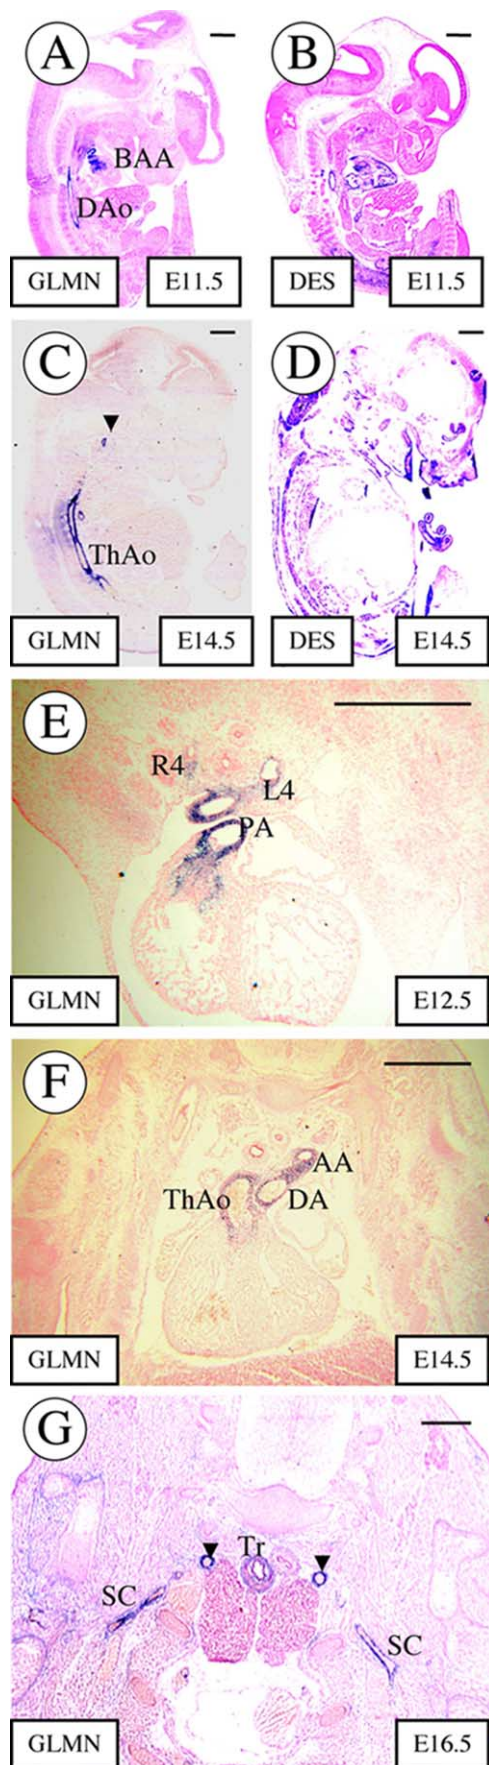 A
B
BAA
DAo
GLMN E11.5
DES E11.5
C
D
ThAo
GLMN E14.5
DES E14.5
E
R4
L4
PA
GLMN E12.5
F
AA
ThAo DA
GLMN E14.5
G
Tr
SC
SC
GLMN E16.5